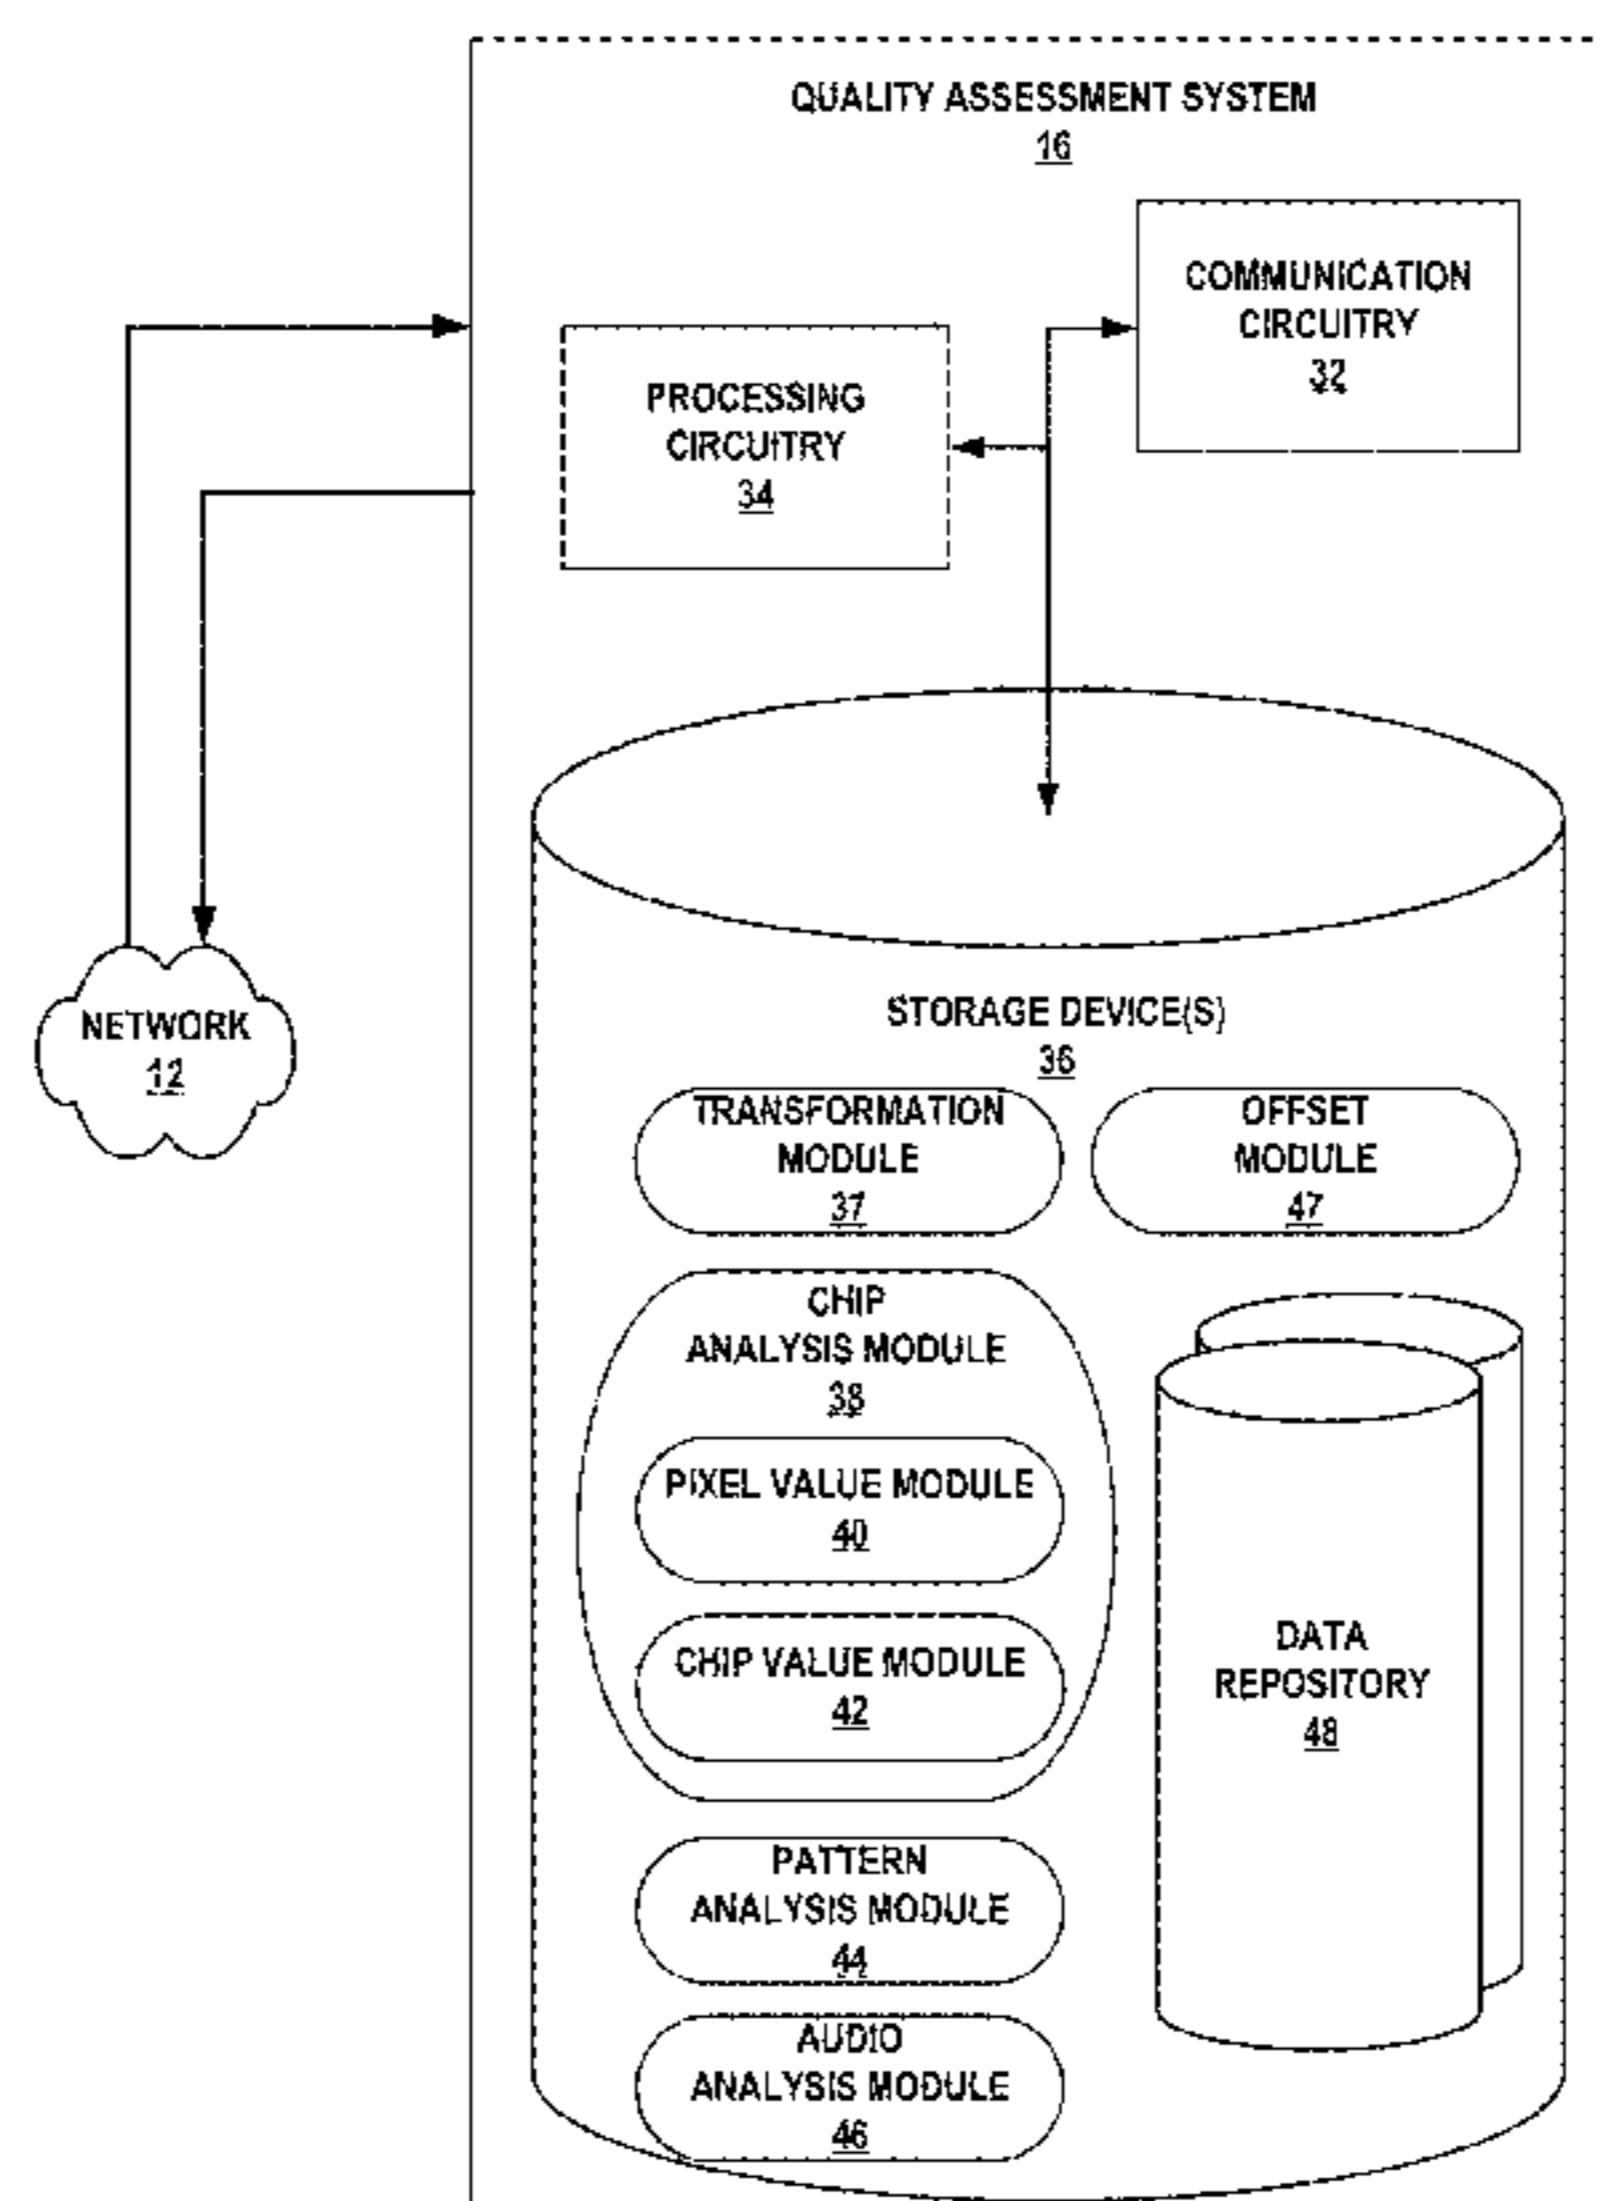 QUALITY ASSESSMENT SYSTEM
16
COMMUNICATION
CIRCUITRY
32
PROCESSING
CIRCUITRY
34
NETWORK
12
STORAGE DEVICE(S)
36
TRANSFORMATION
MODULE
37
OFFSET
MODULE
47
CHIP
ANALYSIS MODULE
38
PIXEL VALUE MODULE
40
CHIP VALUE MODULE
42
DATA
REPOSITORY
48
PATTERN
ANALYSIS MODULE
44
AUDIO
ANALYSIS MODULE
46